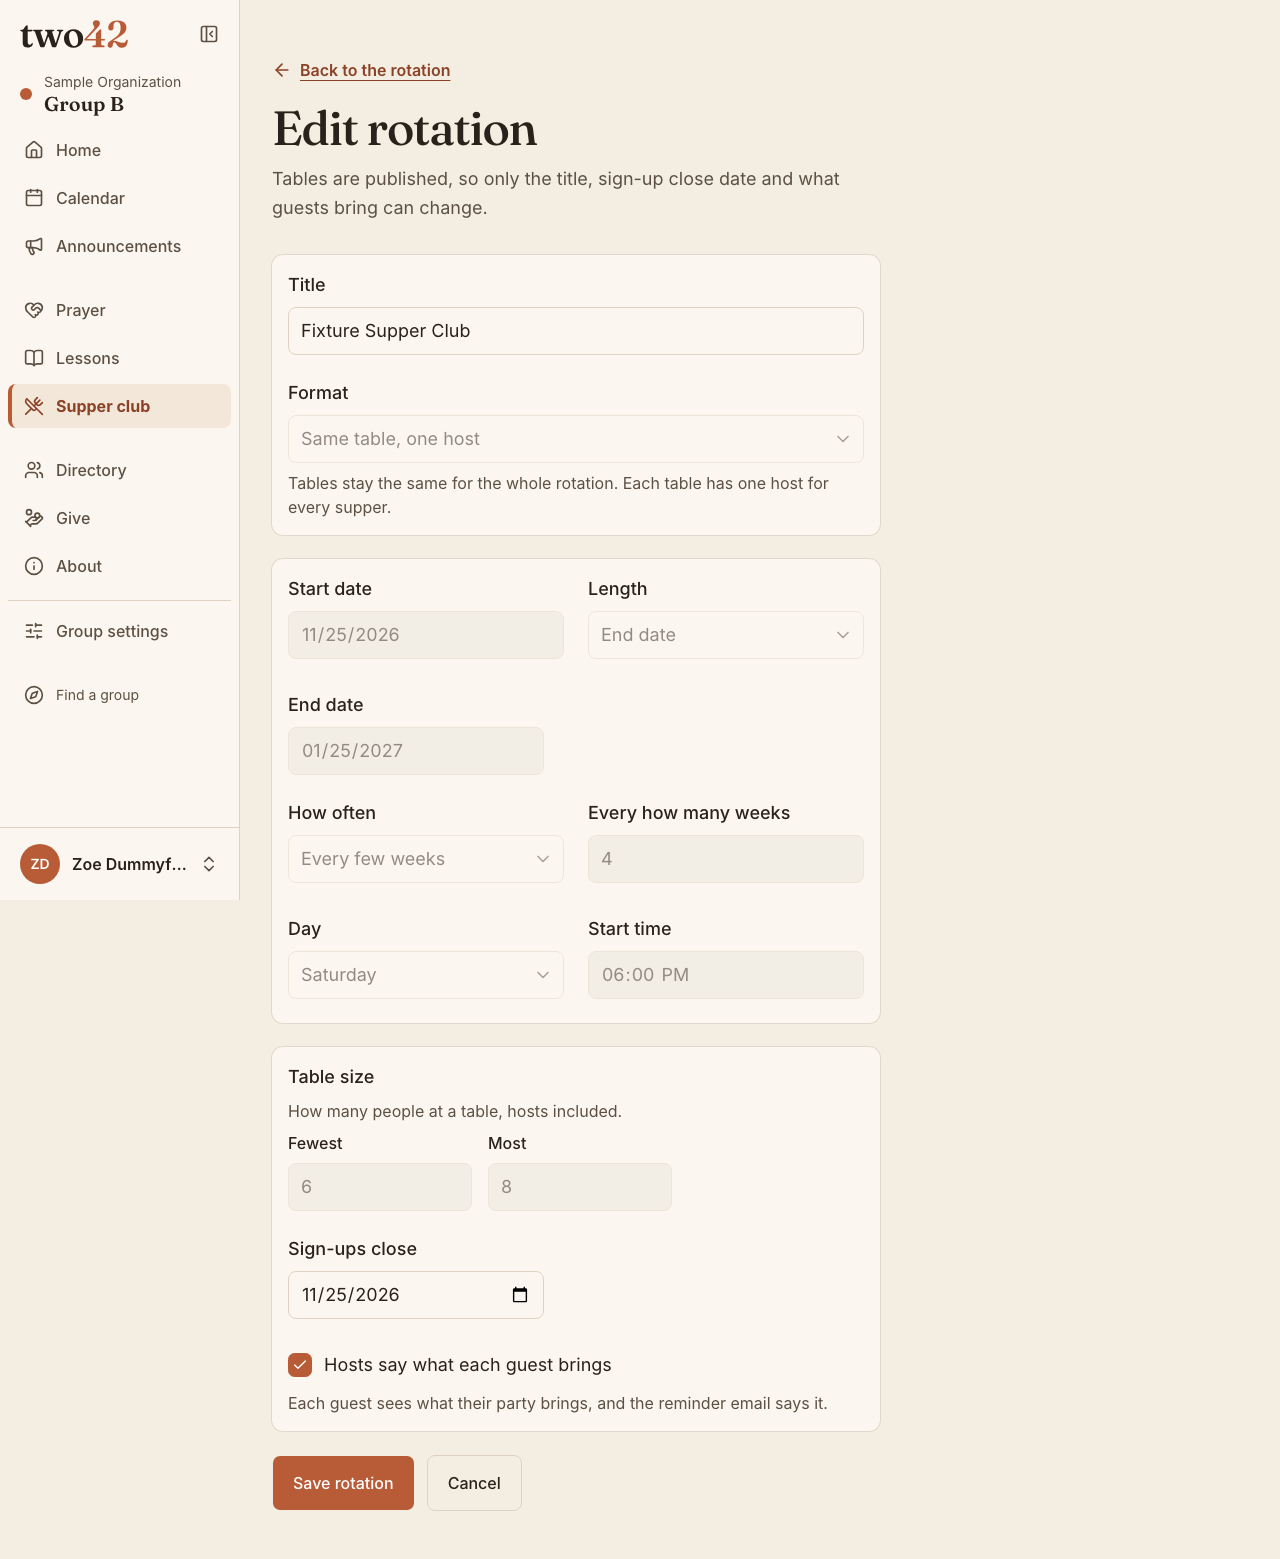 two42
Sample Organization
Group B
Home
Calendar
Announcements
Prayer
Lessons
Supper club
Directory
Give
About
Group settings
Find a group
ZD
Zoe Dummyf...
Back to the rotation
Edit rotation
Tables are published, so only the title, sign-up close date and what
guests bring can change.
Title
Fixture Supper Club
Format
Same table, one host
Tables stay the same for the whole rotation. Each table has one host for
every supper.
Start date
Length
11/25/2026
End date
End date
01/25/2027
How often
Every how many weeks
Every few weeks
4
Day
Start time
Saturday
06:00 PM
Table size
How many people at a table, hosts included.
Fewest
Most
6
8
Sign-ups close
11/25/2026
Hosts say what each guest brings
Each guest sees what their party brings, and the reminder email says it.
Save rotation
Cancel